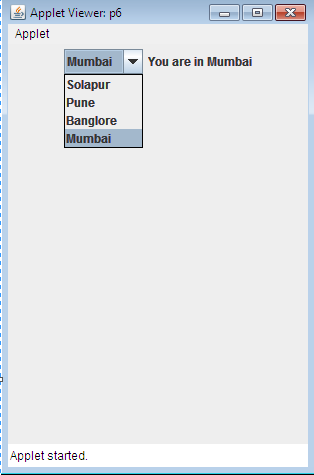 Applet Viewer: p6
Applet
Mumbai You are in Mumbai
Solapur
Pune
Banglore
Mumbai
Applet started.